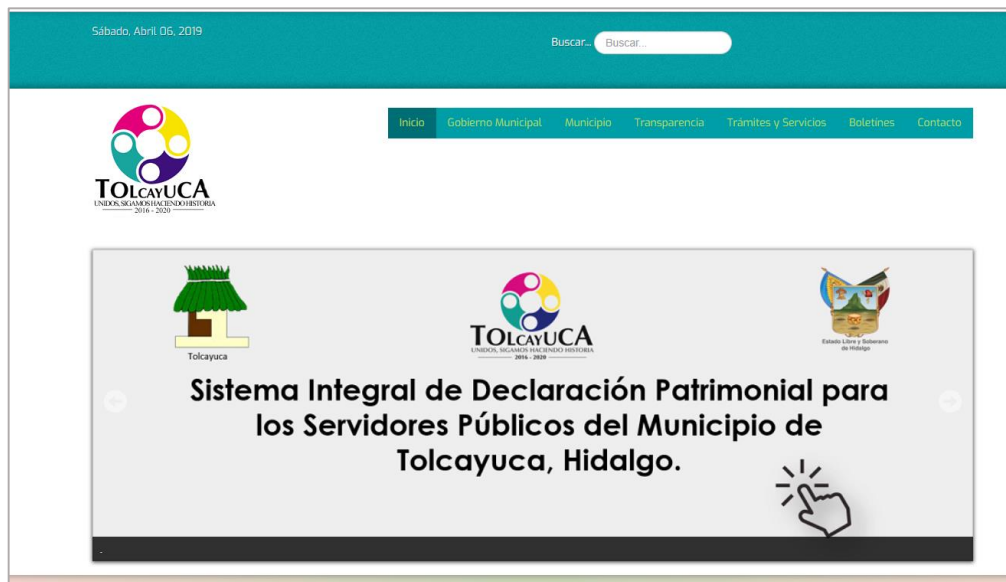 Sábado, Abril 06, 2019
Buscar... Buscar...
Inicio Gobierno Municipal Municipio Transparencia Trámites y Servicios Boletines Contacto
TOLCAYUCA
UNIDOS, SIGAMOS HACIENDO HISTORIA
2016 - 2020
Tolcayuca
TOLCAYUCA
UNIDOS, SIGAMOS HACIENDO HISTORIA
2016 - 2020
Estado Libre y Soberano
de Hidalgo
Sistema Integral de Declaración Patrimonial para
los Servidores Públicos del Municipio de
Tolcayuca, Hidalgo.